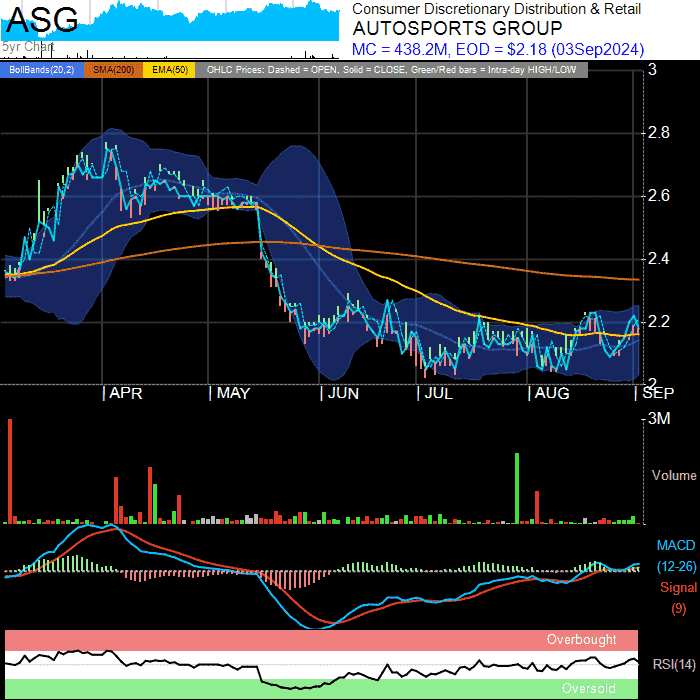 ASG
5yr Chart
Consumer Discretionary Distribution & Retail
AUTOSPORTS GROUP
MC = 438.2M, EOD = $2.18 (03Sep2024)
BollBands(20,2) SMA(200) EMA(50) OHLC Prices: Dashed = OPEN, Solid = CLOSE, Green/Red bars = Intra-day HIGH/LOW
3
2.8
2.6
2.4
2.2
2
APR MAY JUN JUL AUG SEP
3M
Volume
MACD
(12-26)
Signal
(9)
Overbought
RSI(14)
Oversold